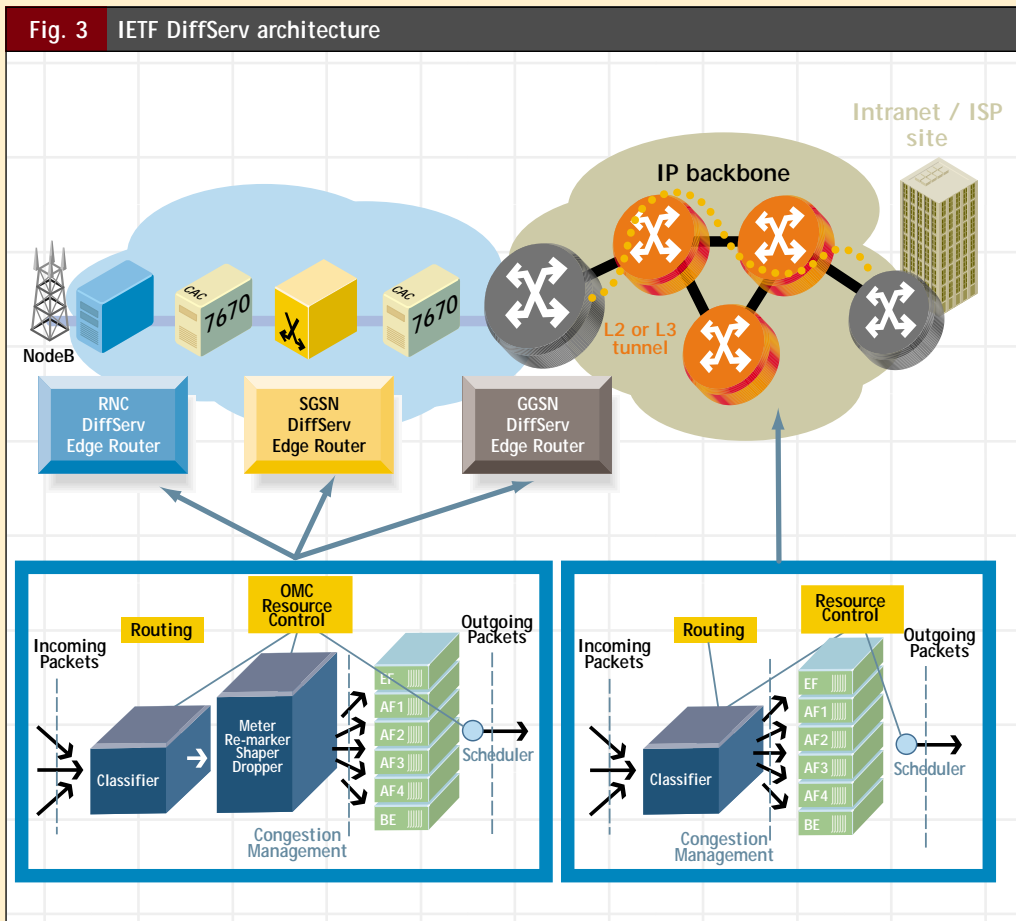 Fig. 3 IETF DiffServ architecture
Intranet / ISP
site
IP backbone
CAC
7670
CAC
7670
L2 or L3
tunnel
NodeB
RNC
DiffServ
Edge Router
SGSN
DiffServ
Edge Router
GGSN
DiffServ
Edge Router
OMC
Resource
Control
Routing
Incoming
Packets
Outgoing
Packets
Classifier
Meter
Re-marker
Shaper
Dropper
EF
AF1
AF2
AF3
AF4
BE
Scheduler
Congestion
Management
Resource
Control
Routing
Incoming
Packets
Outgoing
Packets
Classifier
EF
AF1
AF2
AF3
AF4
BE
Scheduler
Congestion
Management